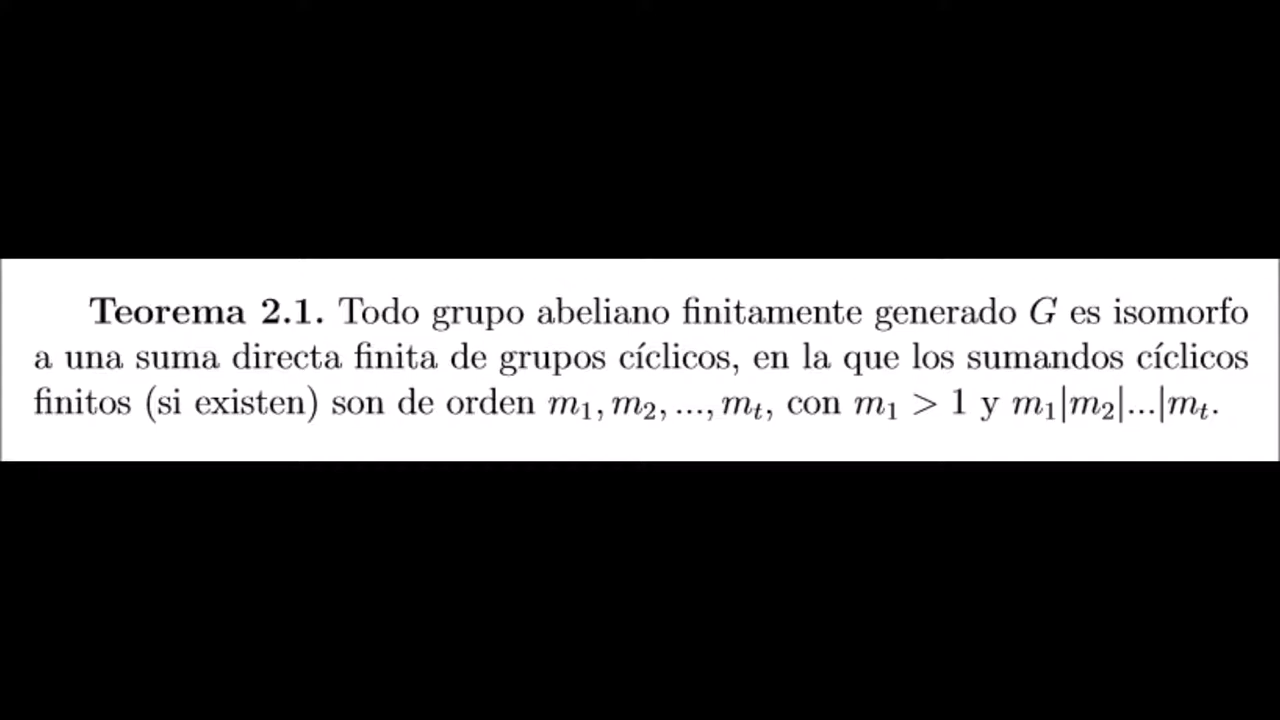 Teorema 2.1. Todo grupo abeliano finitamente generado G es isomorfo
a una suma directa finita de grupos cíclicos, en la que los sumandos cíclicos
finitos (si existen) son de orden m₁, m₂, ..., mₜ, con m₁ > 1 y m₁|m₂|...|mₜ.